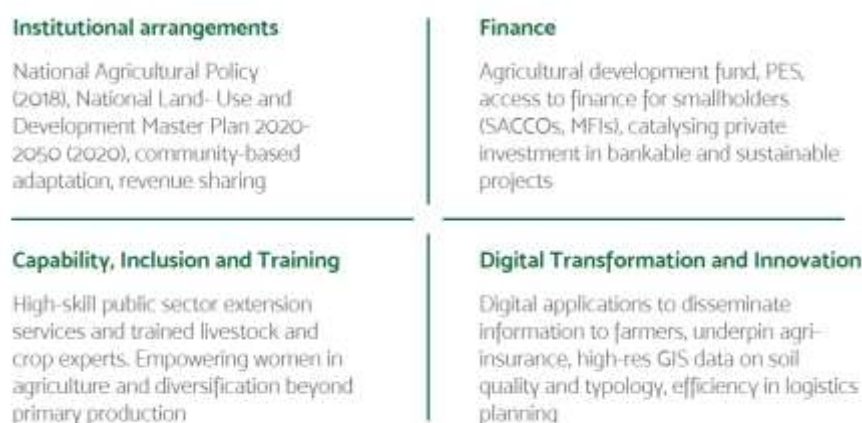 Institutional arrangements
National Agricultural Policy
(2018), National Land- Use and
Development Master Plan 2020-
2050 (2020), community-based
adaptation, revenue sharing
Finance
Agricultural development fund, PES,
access to finance for smallholders
(SACCOs, MFIs), catalysing private
investment in bankable and sustainable
projects
Capability, Inclusion and Training
High-skill public sector extension
services and trained livestock and
crop experts. Empowering women in
agriculture and diversification beyond
primary production
Digital Transformation and Innovation
Digital applications to disseminate
information to farmers, underpin agri-
insurance, high-res GIS data on soil
quality and typology, efficiency in logistics
planning